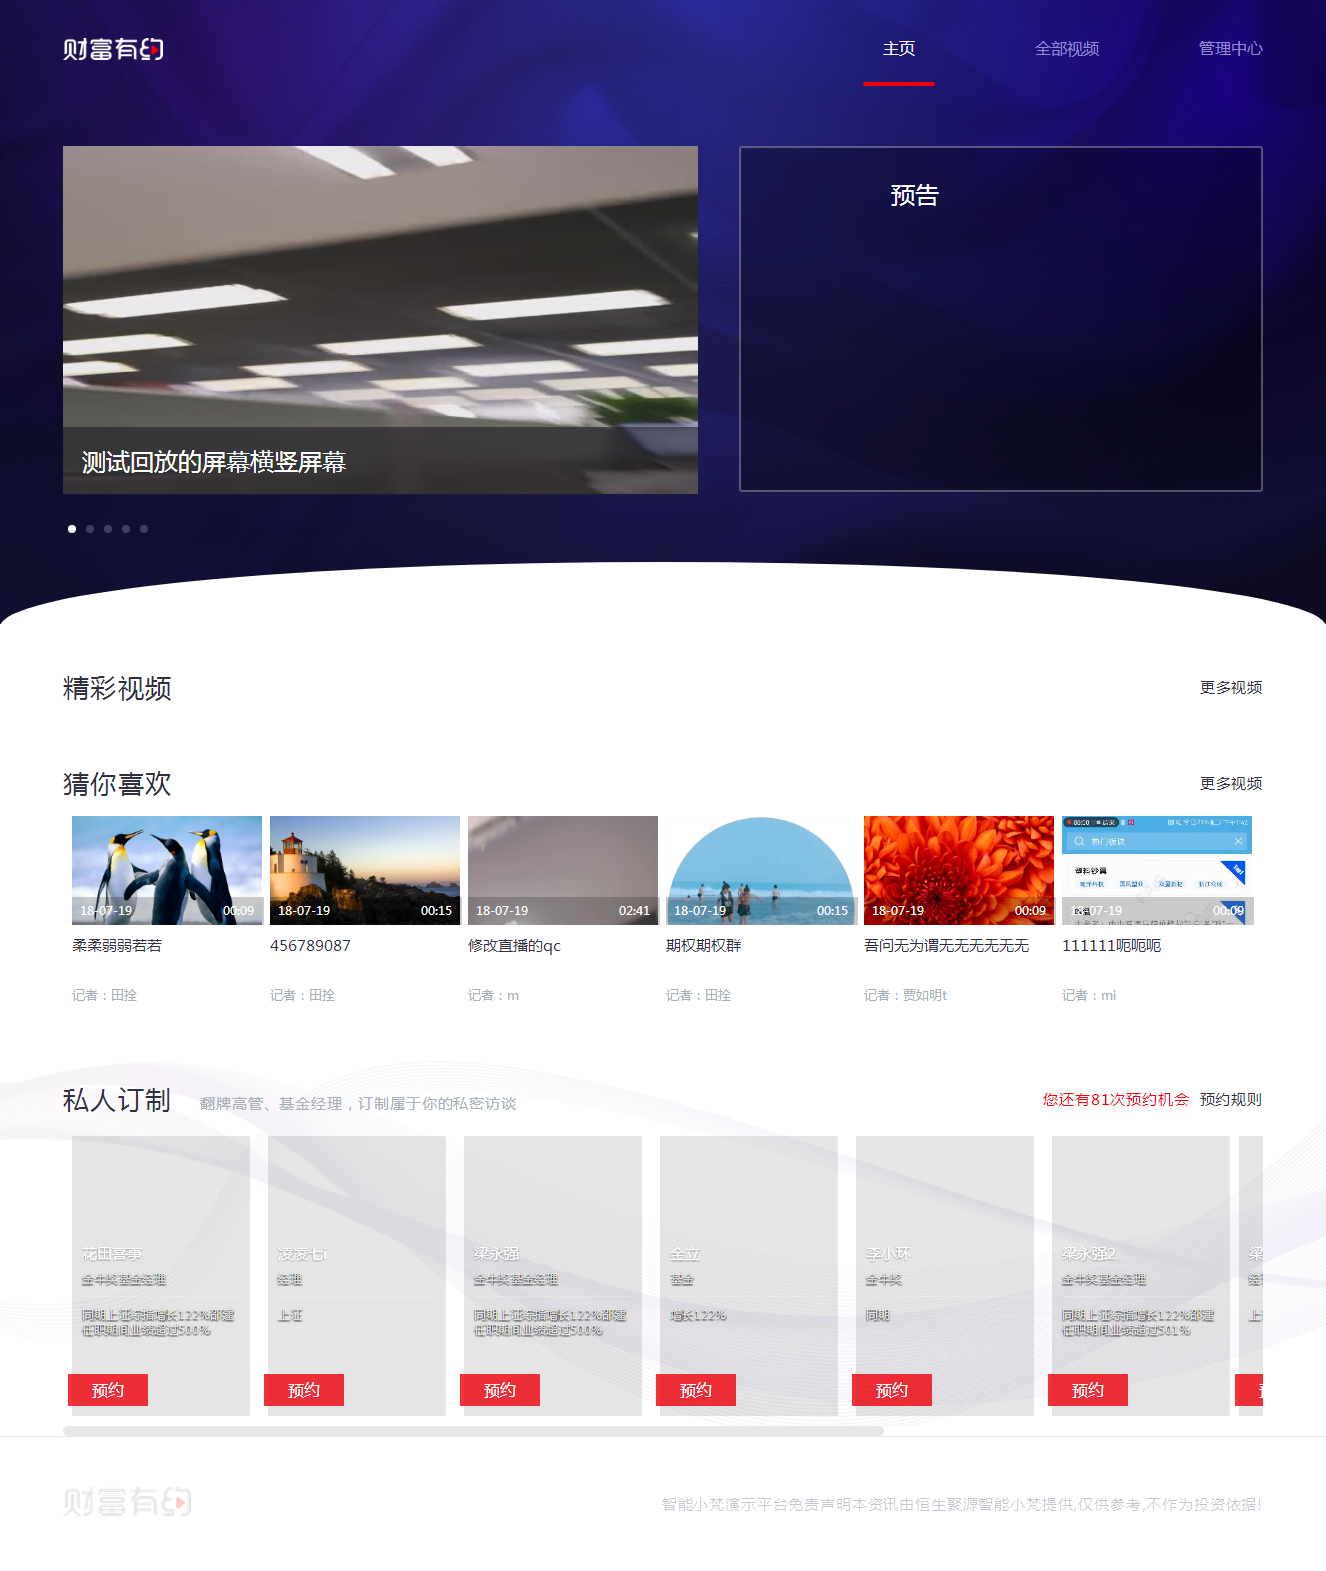 财富有约
主页 全部视频 管理中心
预告
测试回放的屏幕横竖屏幕
精彩视频 更多视频
猜你喜欢 更多视频
18-07-19 00:09 18-07-19 00:15 18-07-19 02:41 18-07-19 00:15 18-07-19 00:09 18-07-19 00:09
柔柔弱弱若若 456789087 修改直播的qc 期权期权群 吾问无为谓无无无无无无 111111呃呃呃
记者：田拴 记者：田拴 记者：m 记者：田拴 记者：贾如明t 记者：mi
私人订制 翻牌高管、基金经理，订制属于你的私密访谈 您还有81次预约机会 预约规则
花田喜事 凌凌七i 梁永强 全立 李小环 梁永强2 梁
金牛奖基金经理 经理 金牛奖基金经理 基金 金牛奖 金牛奖基金经理
同期上证综指增长122%部建 上证 同期上证综指增长122%部建 增长122% 同期 同期上证综指增长122%部建 上
任职期间业绩超过500% 任职期间业绩超过500% 任职期间业绩超过501%
预约 预约 预约 预约 预约 预约
财富有约 智能小梵演示平台免责声明本资讯由恒生聚源智能小梵提供,仅供参考,不作为投资依据!